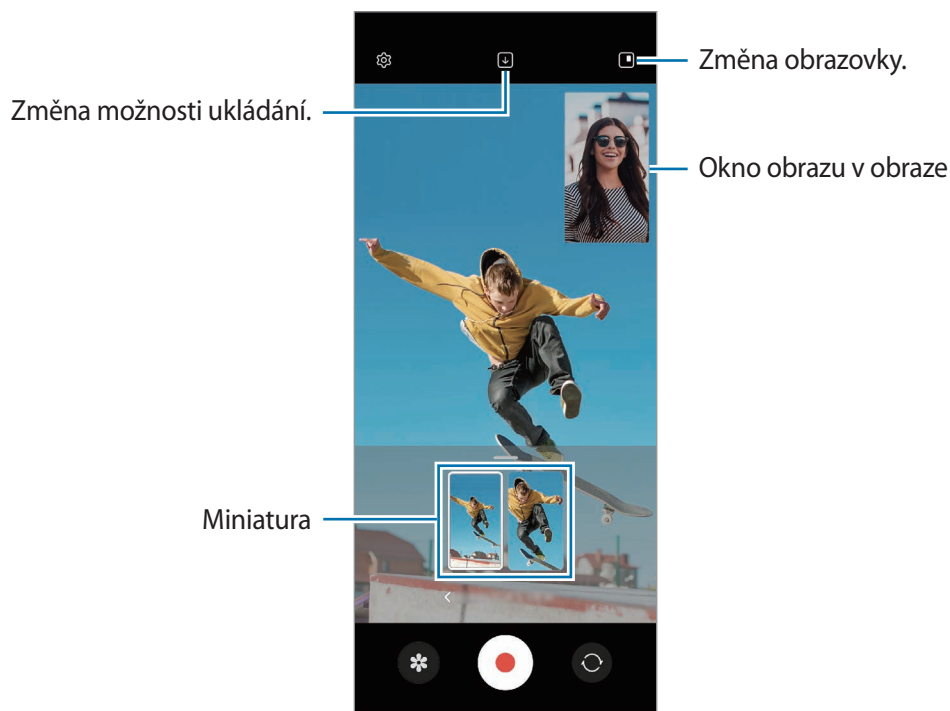 Změna obrazovky.
Změna možnosti ukládání.
Okno obrazu v obraze
Miniatura